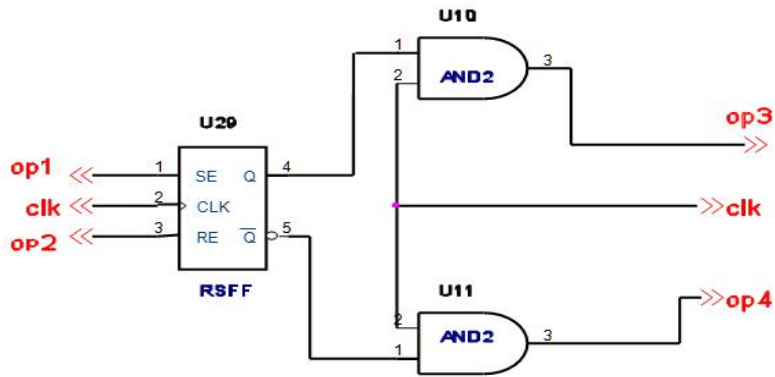 U10
1
2
AND2
3
op3
U29
op1
1
SE
Q
4
clk
2
CLK
clk
op2
3
RE
Q
5
RSFF
U11
2
AND2
3
op4
1